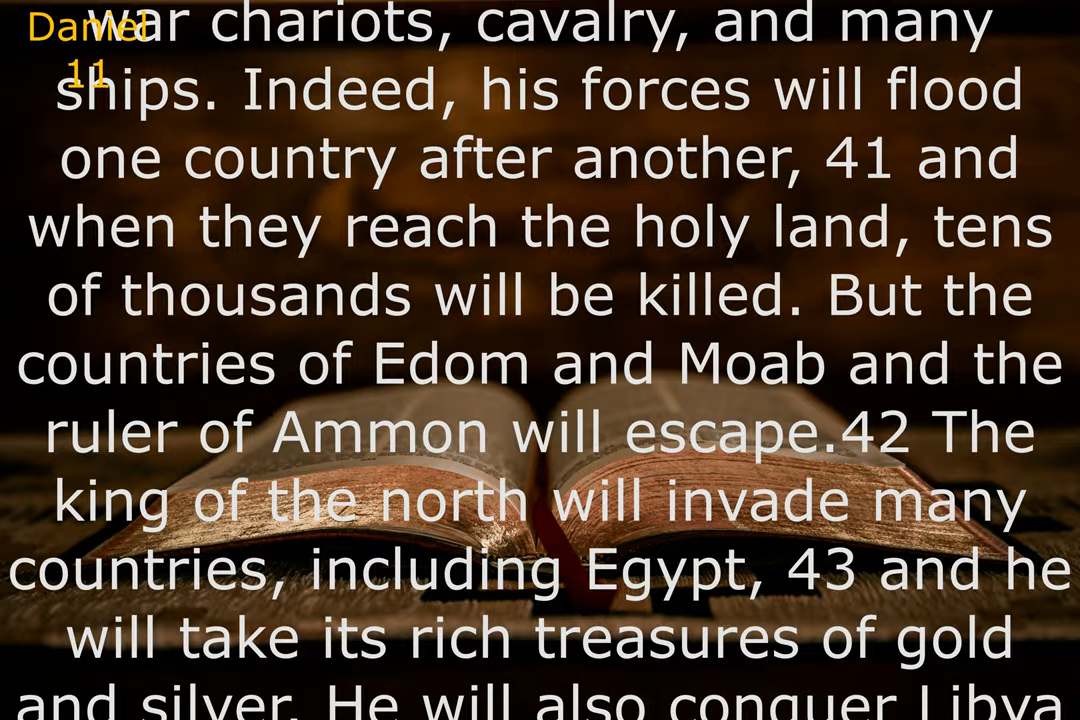 Daniel
11
war chariots, cavalry, and many
ships. Indeed, his forces will flood
one country after another, 41 and
when they reach the holy land, tens
of thousands will be killed. But the
countries of Edom and Moab and the
ruler of Ammon will escape.42 The
king of the north will invade many
countries, including Egypt, 43 and he
will take its rich treasures of gold
and silver. He will also conquer Libya